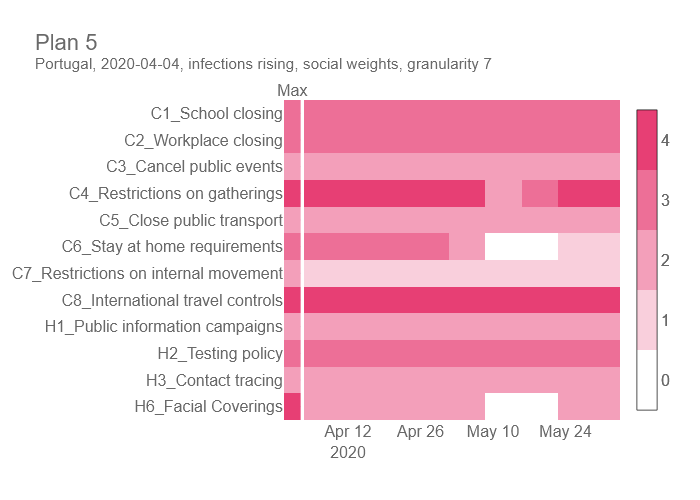 Plan 5
Portugal, 2020-04-04, infections rising, social weights, granularity 7
Max
C1_School closing
C2_Workplace closing
C3_Cancel public events
C4_Restrictions on gatherings
C5_Close public transport
C6_Stay at home requirements
C7_Restrictions on internal movement
C8_International travel controls
H1_Public information campaigns
H2_Testing policy
H3_Contact tracing
H6_Facial Coverings
Apr 12 Apr 26 May 10 May 24
2020
4
3
2
1
0